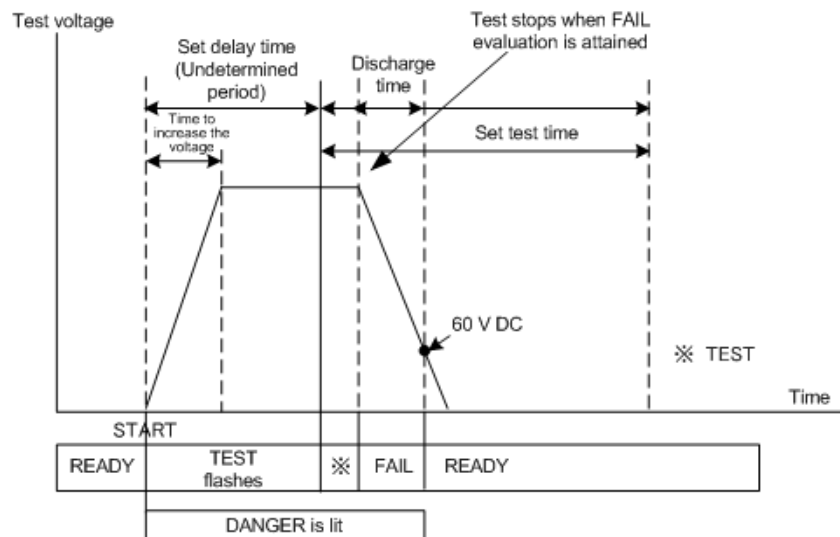 Test voltage
Set delay time
(Undetermined
period)
Time to
increase the
voltage
Discharge
time
Test stops when FAIL
evaluation is attained
Set test time
60 V DC
※ TEST
Time
START
READY
TEST
flashes
※
FAIL
READY
DANGER is lit